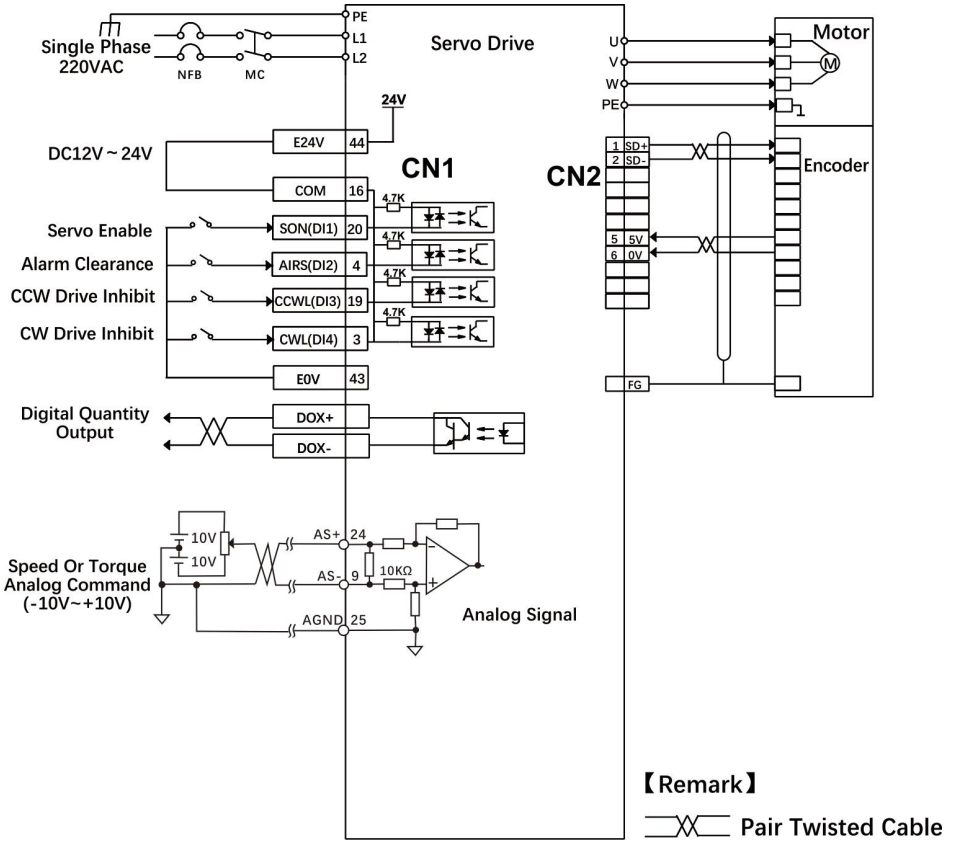 Single Phase
220VAC
NFB
MC
PE
L1
L2
Servo Drive
U
V
W
PE
Motor
M
24V
DC12V ~ 24V
E24V 44
COM 16
CN1
CN2
1 SD+
2 SD-
5 5V
6 0V
FG
Encoder
4.7K
4.7K
4.7K
4.7K
Servo Enable
SON(DI1) 20
Alarm Clearance
AIRS(DI2) 4
CCW Drive Inhibit
CCWL(DI3) 19
CW Drive Inhibit
CWL(DI4) 3
E0V 43
Digital Quantity
Output
DOX+
DOX-
10V
10V
Speed Or Torque
Analog Command
(-10V~+10V)
AS+ 24
AS- 9
10KΩ
−
+
AGND 25
Analog Signal
【Remark】
Pair Twisted Cable